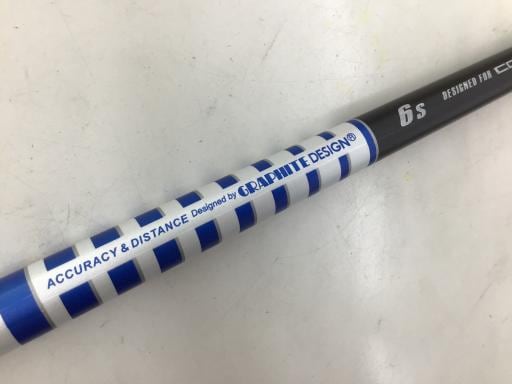 ACCURACY & DISTANCE Designed by GRAPHITE DESIGN®
6S DESIGNED FOR